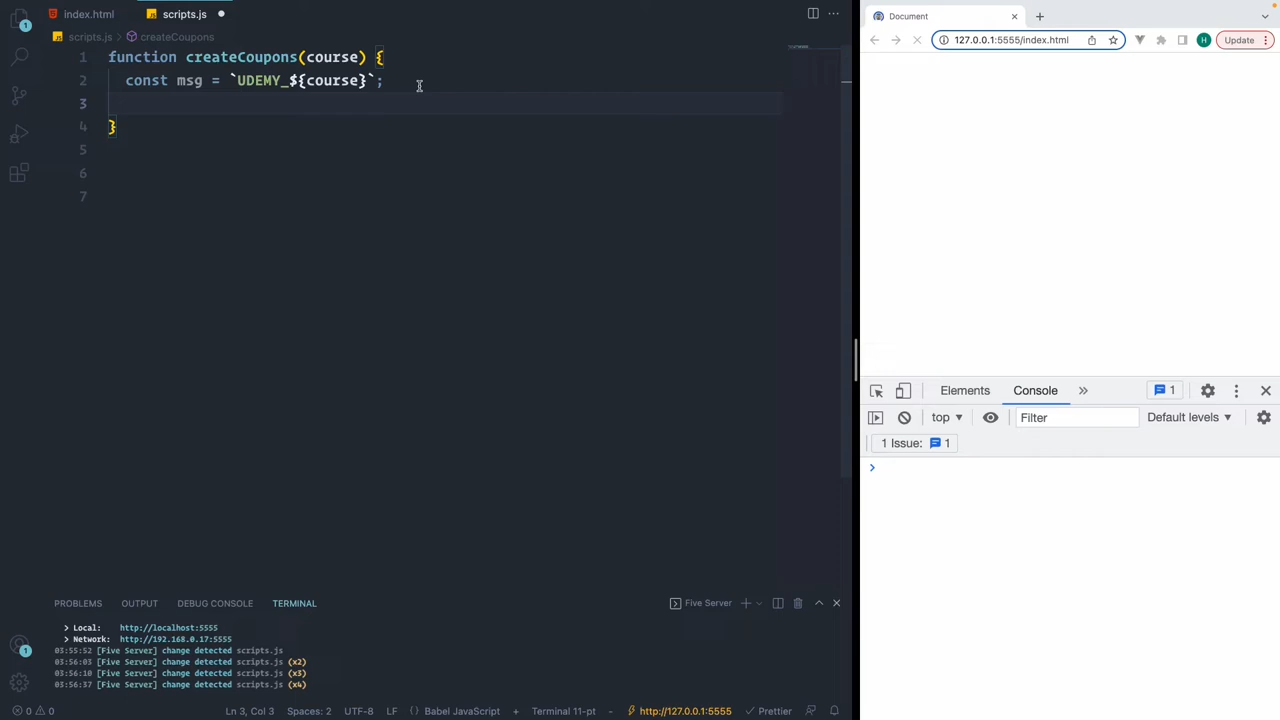 index.html
scripts.js
scripts.js > createCoupons
1 function createCoupons(course) {
2 const msg = `UDEMY_${course}`;
3
4 }
5
6
7
PROBLEMS OUTPUT DEBUG CONSOLE TERMINAL
Five Server
> Local: http://localhost:5555
> Network: http://192.168.0.17:5555
03:55:52 [Five Server] change detected scripts.js
03:56:03 [Five Server] change detected scripts.js (x2)
03:56:10 [Five Server] change detected scripts.js (x3)
03:56:37 [Five Server] change detected scripts.js (x4)
1
1
0 0 Ln 3, Col 3 Spaces: 2 UTF-8 LF Babel JavaScript Terminal 11-pt http://127.0.0.1:5555 Prettier
Document
127.0.0.1:5555/index.html
H
Update
Elements Console 1
top Filter Default levels
1 Issue: 1